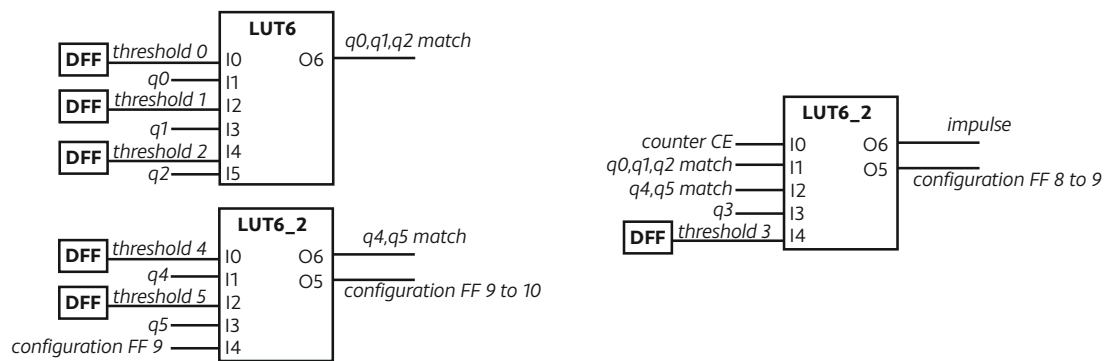 LUT6
DFF threshold 0 I0 O6 q0,q1,q2 match
q0 I1
DFF threshold 1 I2
q1 I3
DFF threshold 2 I4
q2 I5
LUT6_2
DFF threshold 4 I0 O6 q4,q5 match
q4 I1 O5 configuration FF 9 to 10
DFF threshold 5 I2
q5 I3
configuration FF 9 I4
LUT6_2
counter CE I0 O6 impulse
q0,q1,q2 match I1 O5 configuration FF 8 to 9
q4,q5 match I2
q3 I3
DFF threshold 3 I4